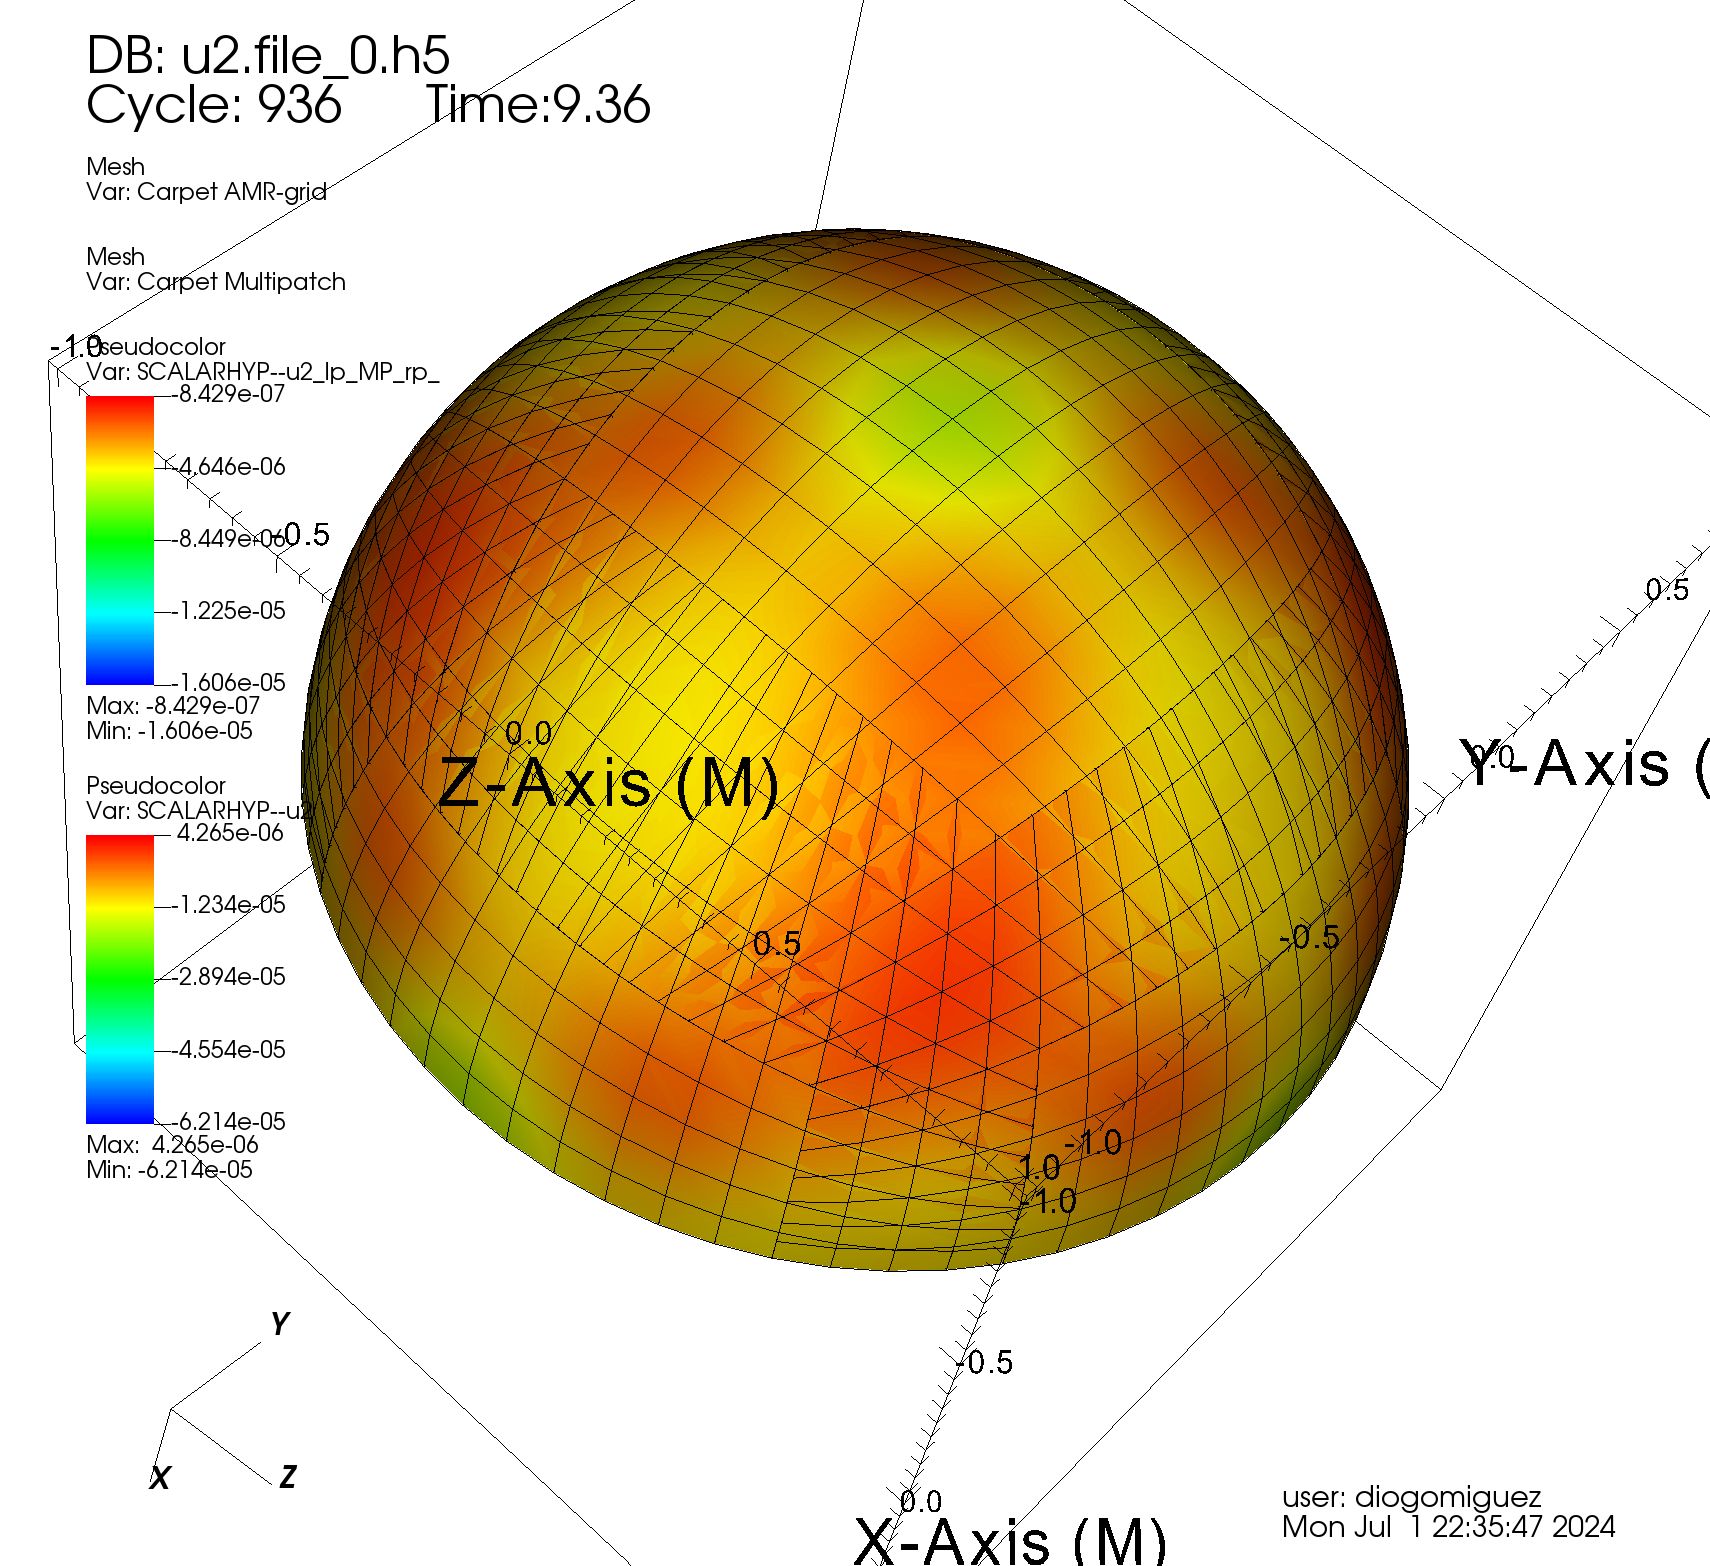 DB: u2.file_0.h5
Cycle: 936 Time:9.36
Mesh
Var: Carpet AMR-grid
Mesh
Var: Carpet Multipatch
-1.0
Pseudocolor
Var: SCALARHYP--u2_lp_MP_rp_
-8.429e-07
-4.646e-06
-8.449e-06
-1.225e-05
-1.606e-05
Max: -8.429e-07
Min: -1.606e-05
Pseudocolor
Var: SCALARHYP--u2
4.265e-06
-1.234e-05
-2.894e-05
-4.554e-05
-6.214e-05
Max: 4.265e-06
Min: -6.214e-05
-0.5
0.0
Z-Axis (M)
0.5
1.0
0.5
0.0
Y-Axis (
-0.5
-1.0
-1.0
-0.5
0.0
X-Axis (M)
Y
X
Z
user: diogomiguez
Mon Jul 1 22:35:47 2024